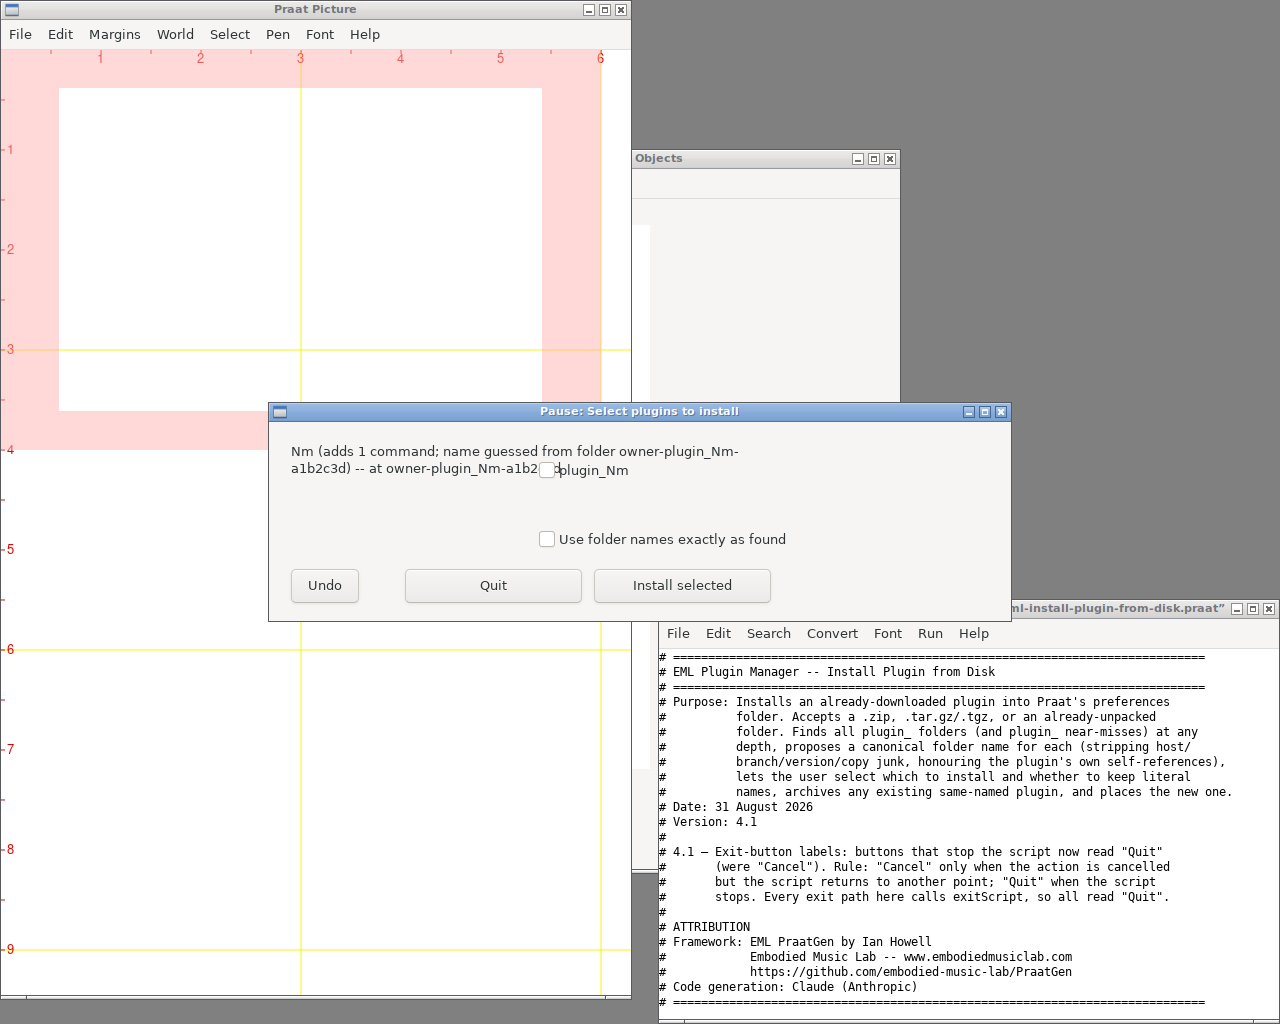 Praat Picture
File Edit Margins World Select Pen Font Help
1 2 3 4 5 6
1
2
3
4
5
6
7
8
9
Objects
Pause: Select plugins to install
Nm (adds 1 command; name guessed from folder owner-plugin_Nm-
a1b2c3d) -- at owner-plugin_Nm-a1b2
plugin_Nm
Use folder names exactly as found
Undo Quit Install selected
ml-install-plugin-from-disk.praat”
File Edit Search Convert Font Run Help
# ============================================================================
# EML Plugin Manager -- Install Plugin from Disk
# ============================================================================
# Purpose: Installs an already-downloaded plugin into Praat's preferences
#          folder. Accepts a .zip, .tar.gz/.tgz, or an already-unpacked
#          folder. Finds all plugin_ folders (and plugin_ near-misses) at any
#          depth, proposes a canonical folder name for each (stripping host/
#          branch/version/copy junk, honouring the plugin's own self-references),
#          lets the user select which to install and whether to keep literal
#          names, archives any existing same-named plugin, and places the new one.
# Date: 31 August 2026
# Version: 4.1
#
# 4.1 — Exit-button labels: buttons that stop the script now read "Quit"
#       (were "Cancel"). Rule: "Cancel" only when the action is cancelled
#       but the script returns to another point; "Quit" when the script
#       stops. Every exit path here calls exitScript, so all read "Quit".
#
# ATTRIBUTION
# Framework: EML PraatGen by Ian Howell
#            Embodied Music Lab -- www.embodiedmusiclab.com
#            https://github.com/embodied-music-lab/PraatGen
# Code generation: Claude (Anthropic)
# ============================================================================